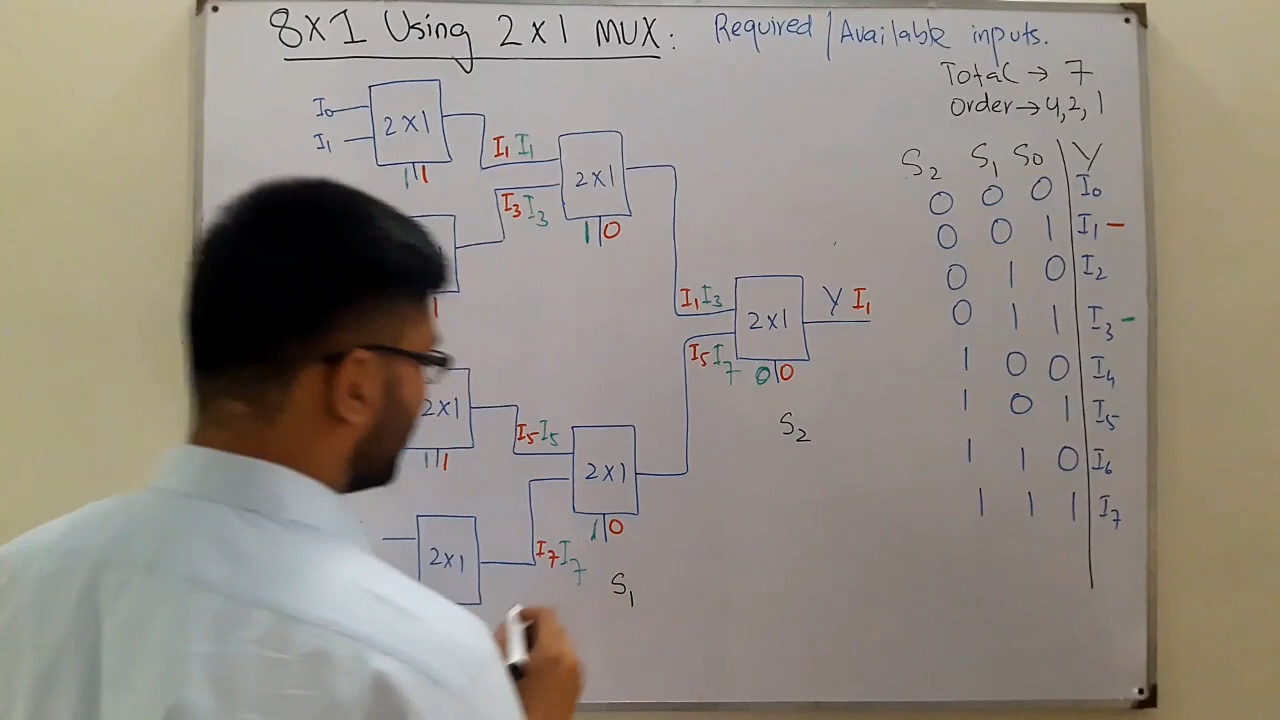 8X1 Using 2X1 MUX:
Required/Available inputs.
Total → 7
Order → 4,2,1
I0
I1
2X1
1 1
I1 I1
I3 I3
2X1
1 0
1
2X1
1 1
I5 I5
2X1
1 0
I7 I7
2X1
S1
I1 I3
I5 I7
2X1
0 0
Y I1
S2
S2 S1 S0 Y
0 0 0 I0
0 0 1 I1 -
0 1 0 I2
0 1 1 I3 -
1 0 0 I4
1 0 1 I5
1 1 0 I6
1 1 1 I7